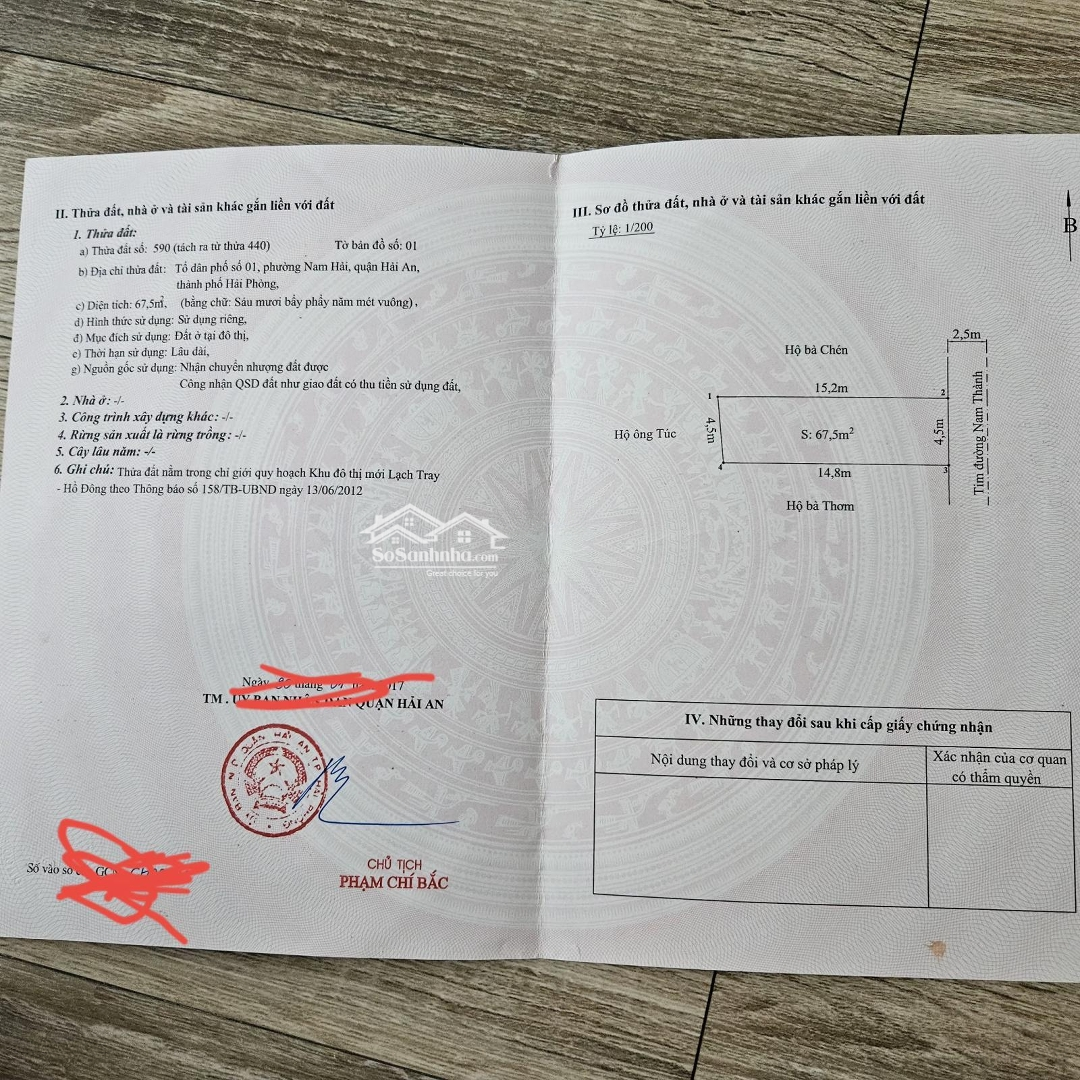 II. Thửa đất, nhà ở và tài sản khác gắn liền với đất
1. Thửa đất:
a) Thửa đất số: 590 (tách ra từ thửa 440) Tờ bản đồ số: 01
b) Địa chỉ thửa đất: Tổ dân phố số 01, phường Nam Hải, quận Hải An,
thành phố Hải Phòng,
c) Diện tích: 67,5m², (bằng chữ: Sáu mươi bảy phẩy năm mét vuông),
d) Hình thức sử dụng: Sử dụng riêng,
đ) Mục đích sử dụng: Đất ở tại đô thị,
e) Thời hạn sử dụng: Lâu dài,
g) Nguồn gốc sử dụng: Nhận chuyển nhượng đất được
Công nhận QSD đất như giao đất có thu tiền sử dụng đất,
2. Nhà ở: -/-
3. Công trình xây dựng khác: -/-
4. Rừng sản xuất là rừng trồng: -/-
5. Cây lâu năm: -/-
6. Ghi chú: Thửa đất nằm trong chỉ giới quy hoạch Khu đô thị mới Lạch Tray
- Hồ Đông theo Thông báo số 158/TB-UBND ngày 13/06/2012
SoSanhnha.com
Great choice for you
Ngày tháng
TM. QUẬN HẢI AN
CHỦ TỊCH
PHẠM CHÍ BẮC
Số vào sổ
III. Sơ đồ thửa đất, nhà ở và tài sản khác gắn liền với đất
Tỷ lệ: 1/200
B
2,5m
Hộ bà Chén
15,2m
1
2
Hộ ông Túc
4,5m
S: 67,5m²
4,5m
Tim đường Nam Thành
4
3
14,8m
Hộ bà Thơm
IV. Những thay đổi sau khi cấp giấy chứng nhận
Nội dung thay đổi và cơ sở pháp lý
Xác nhận của cơ quan
có thẩm quyền